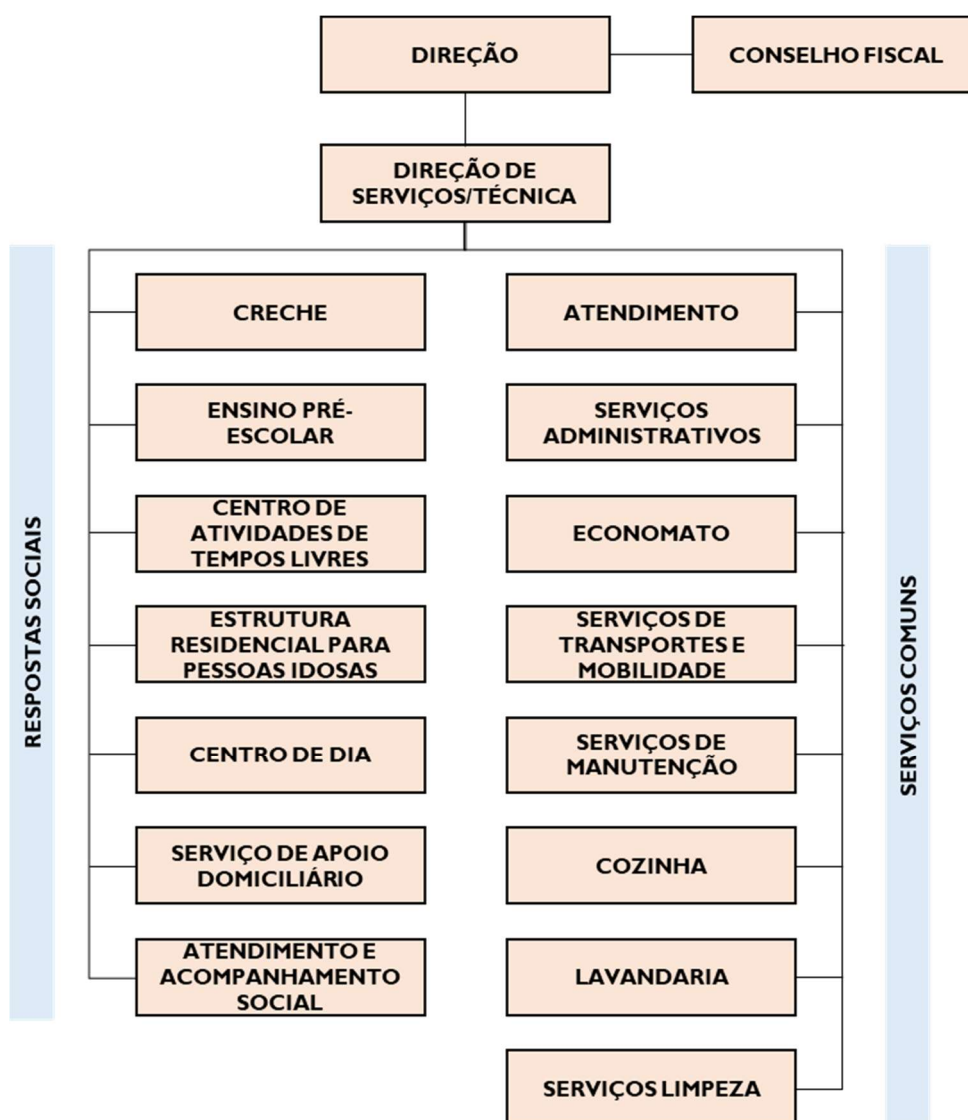 DIREÇÃO
CONSELHO FISCAL
DIREÇÃO DE
SERVIÇOS/TÉCNICA
RESPOSTAS SOCIAIS
CRECHE
ENSINO PRÉ-
ESCOLAR
CENTRO DE
ATIVIDADES DE
TEMPOS LIVRES
ESTRUTURA
RESIDENCIAL PARA
PESSOAS IDOSAS
CENTRO DE DIA
SERVIÇO DE APOIO
DOMICILIÁRIO
ATENDIMENTO E
ACOMPANHAMENTO
SOCIAL
ATENDIMENTO
SERVIÇOS
ADMINISTRATIVOS
ECONOMATO
SERVIÇOS DE
TRANSPORTES E
MOBILIDADE
SERVIÇOS DE
MANUTENÇÃO
COZINHA
LAVANDARIA
SERVIÇOS LIMPEZA
SERVIÇOS COMUNS